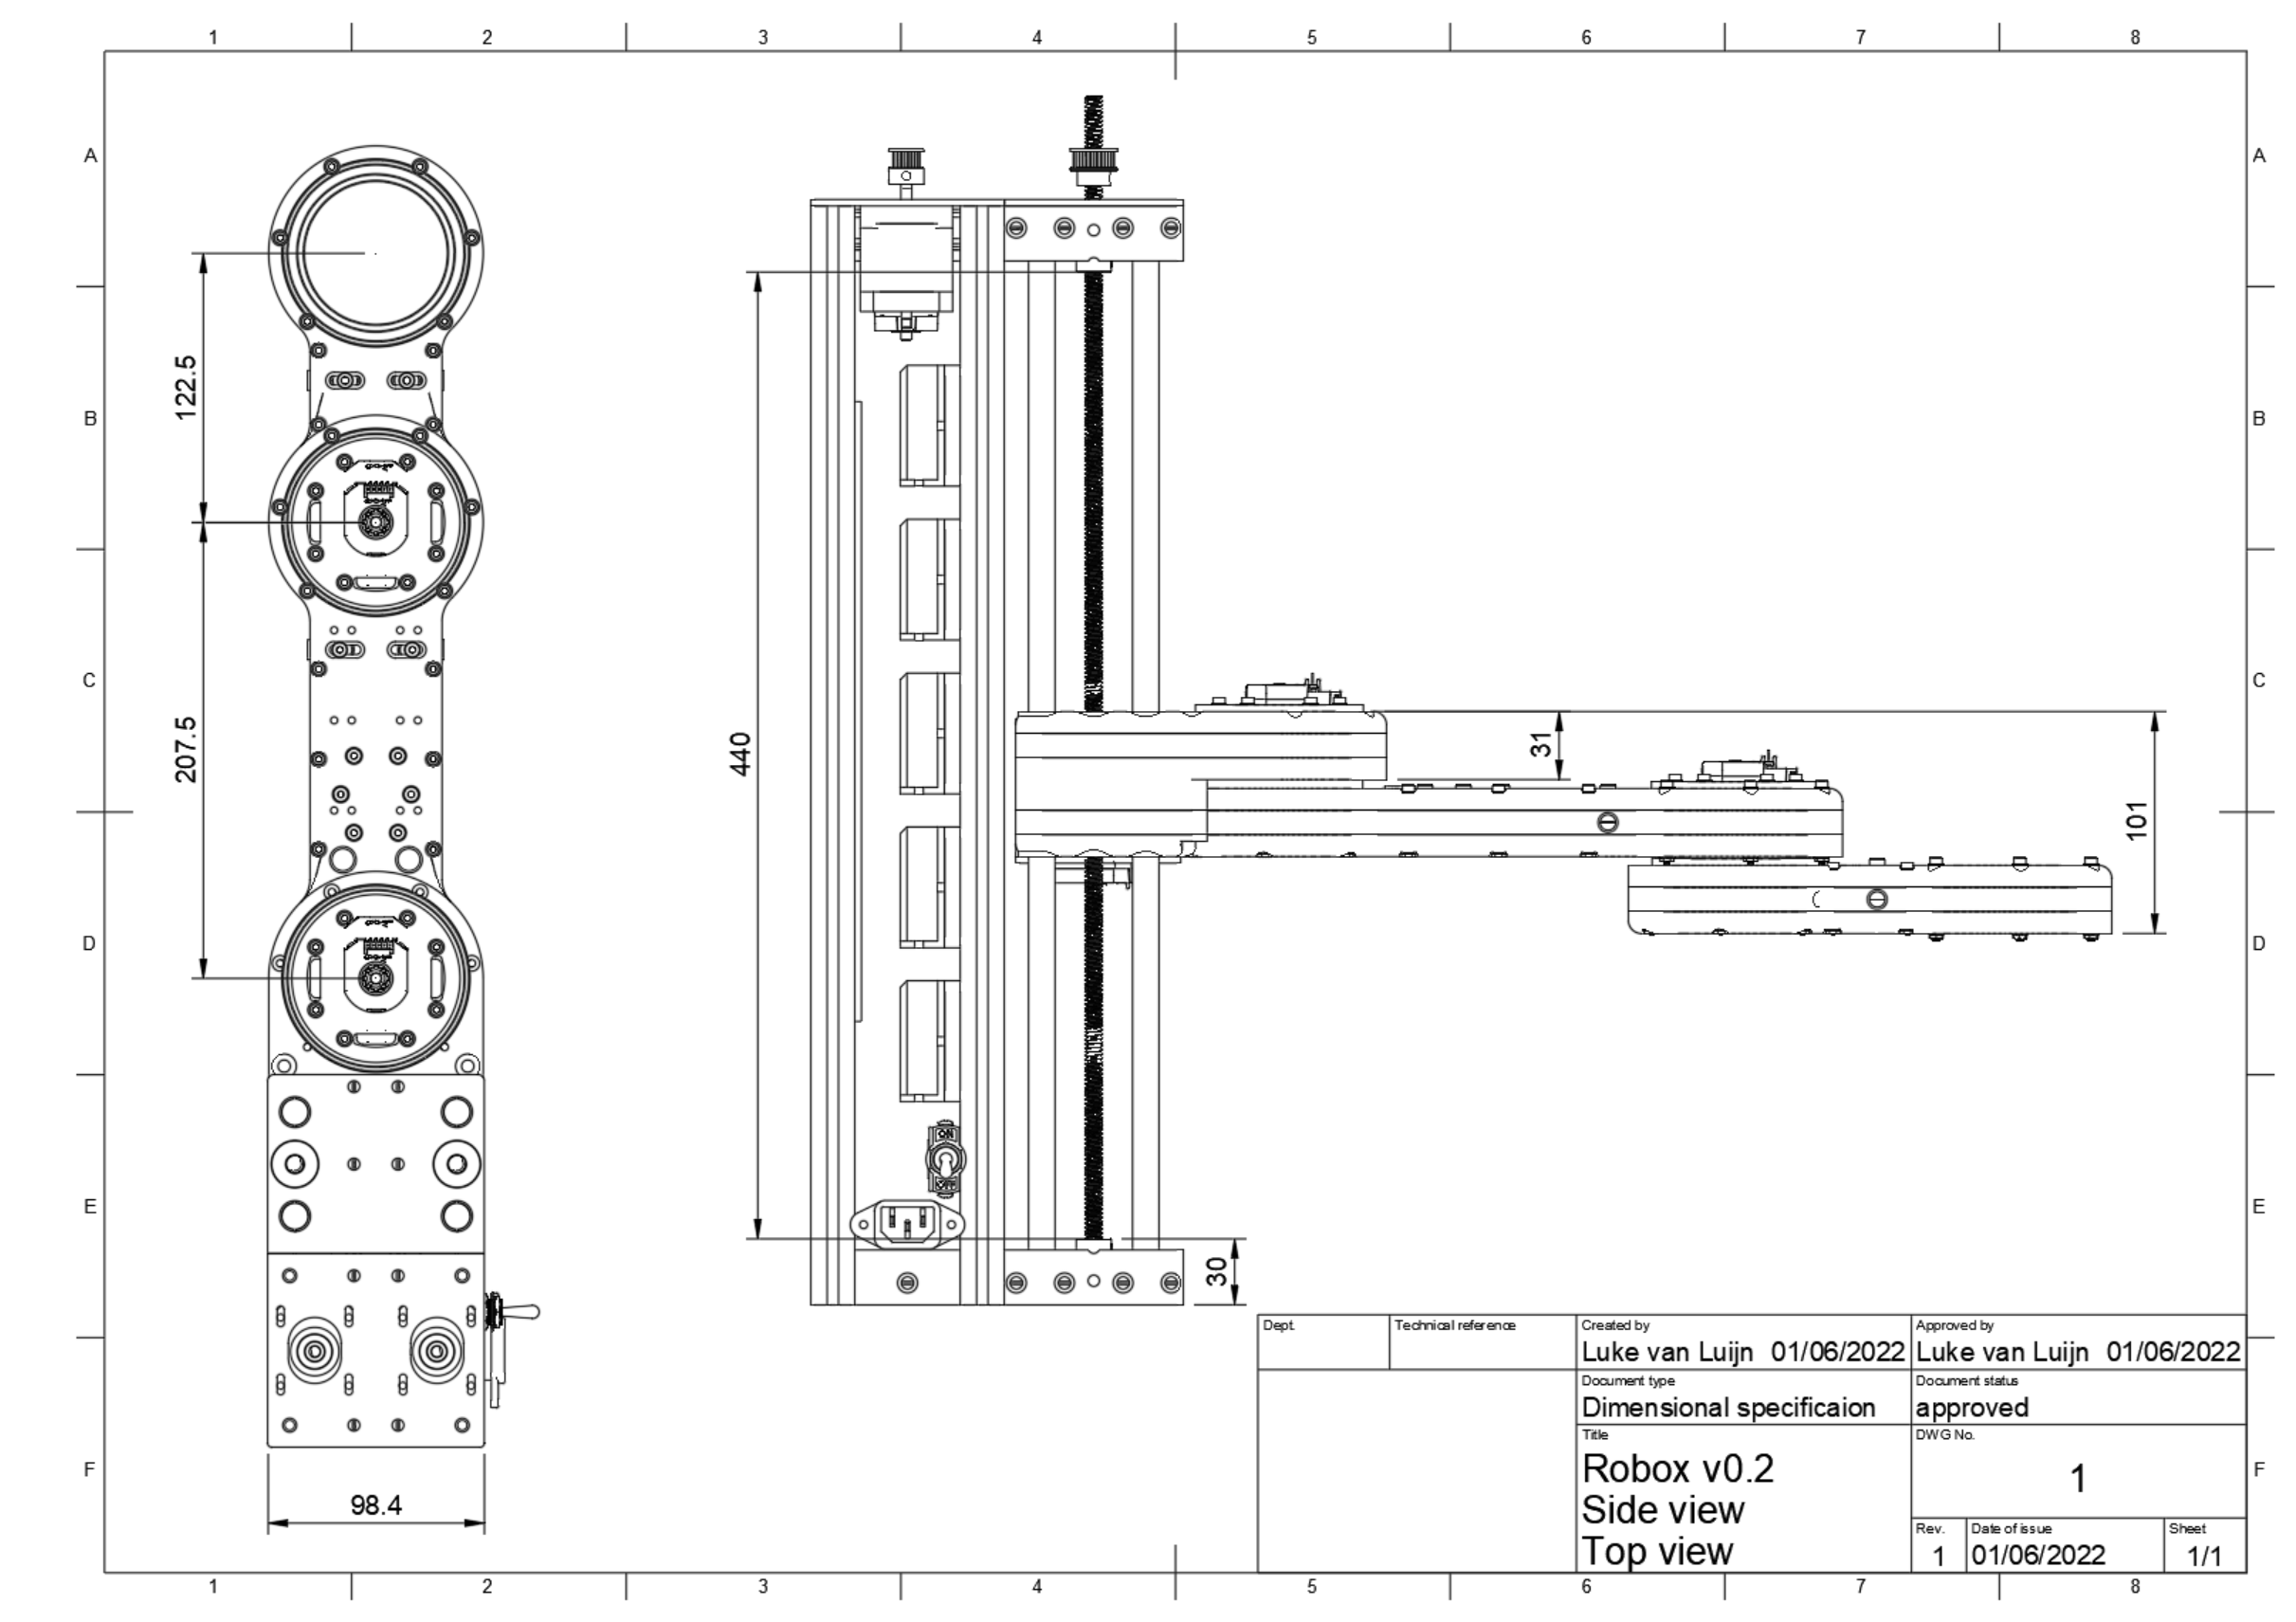 1 2 3 4 5 6 7 8
A A
B B
C C
D D
E E
F F
122.5
207.5
98.4
440
31
101
30
ON
OFF
Dept.
Technical reference
Created by
Luke van Luijn 01/06/2022
Approved by
Luke van Luijn 01/06/2022
Document type
Dimensional specificaion
Document status
approved
Title
Robox v0.2
Side view
Top view
DWG No.
1
Rev.
1
Date of issue
01/06/2022
Sheet
1/1
1 2 3 4 5 6 7 8